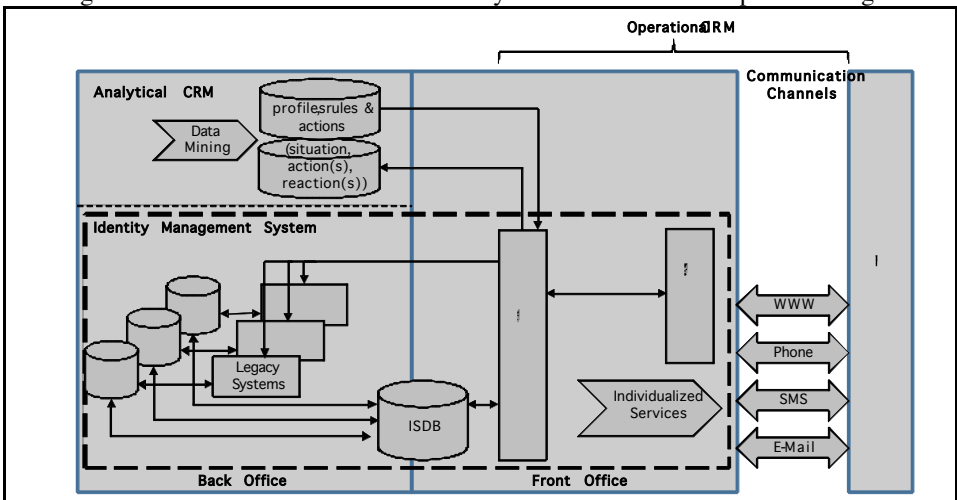 Operational CRM
Communication
Channels
Analytical CRM
profile,rules &
actions
Data
Mining
(situation,
action(s),
reaction(s))
Identity Management System
WWW
Phone
Legacy
Systems
Individualized
Services
SMS
ISDB
E-Mail
Back Office
Front Office